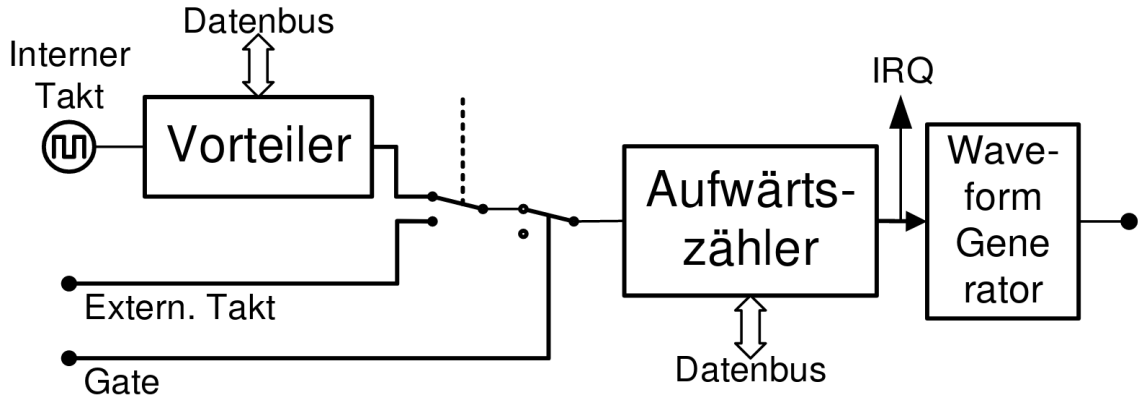 Datenbus
Interner
Takt
Vorteiler
IRQ
Aufwärts-
zähler
Wave-
form
Gene
rator
Extern. Takt
Gate
Datenbus